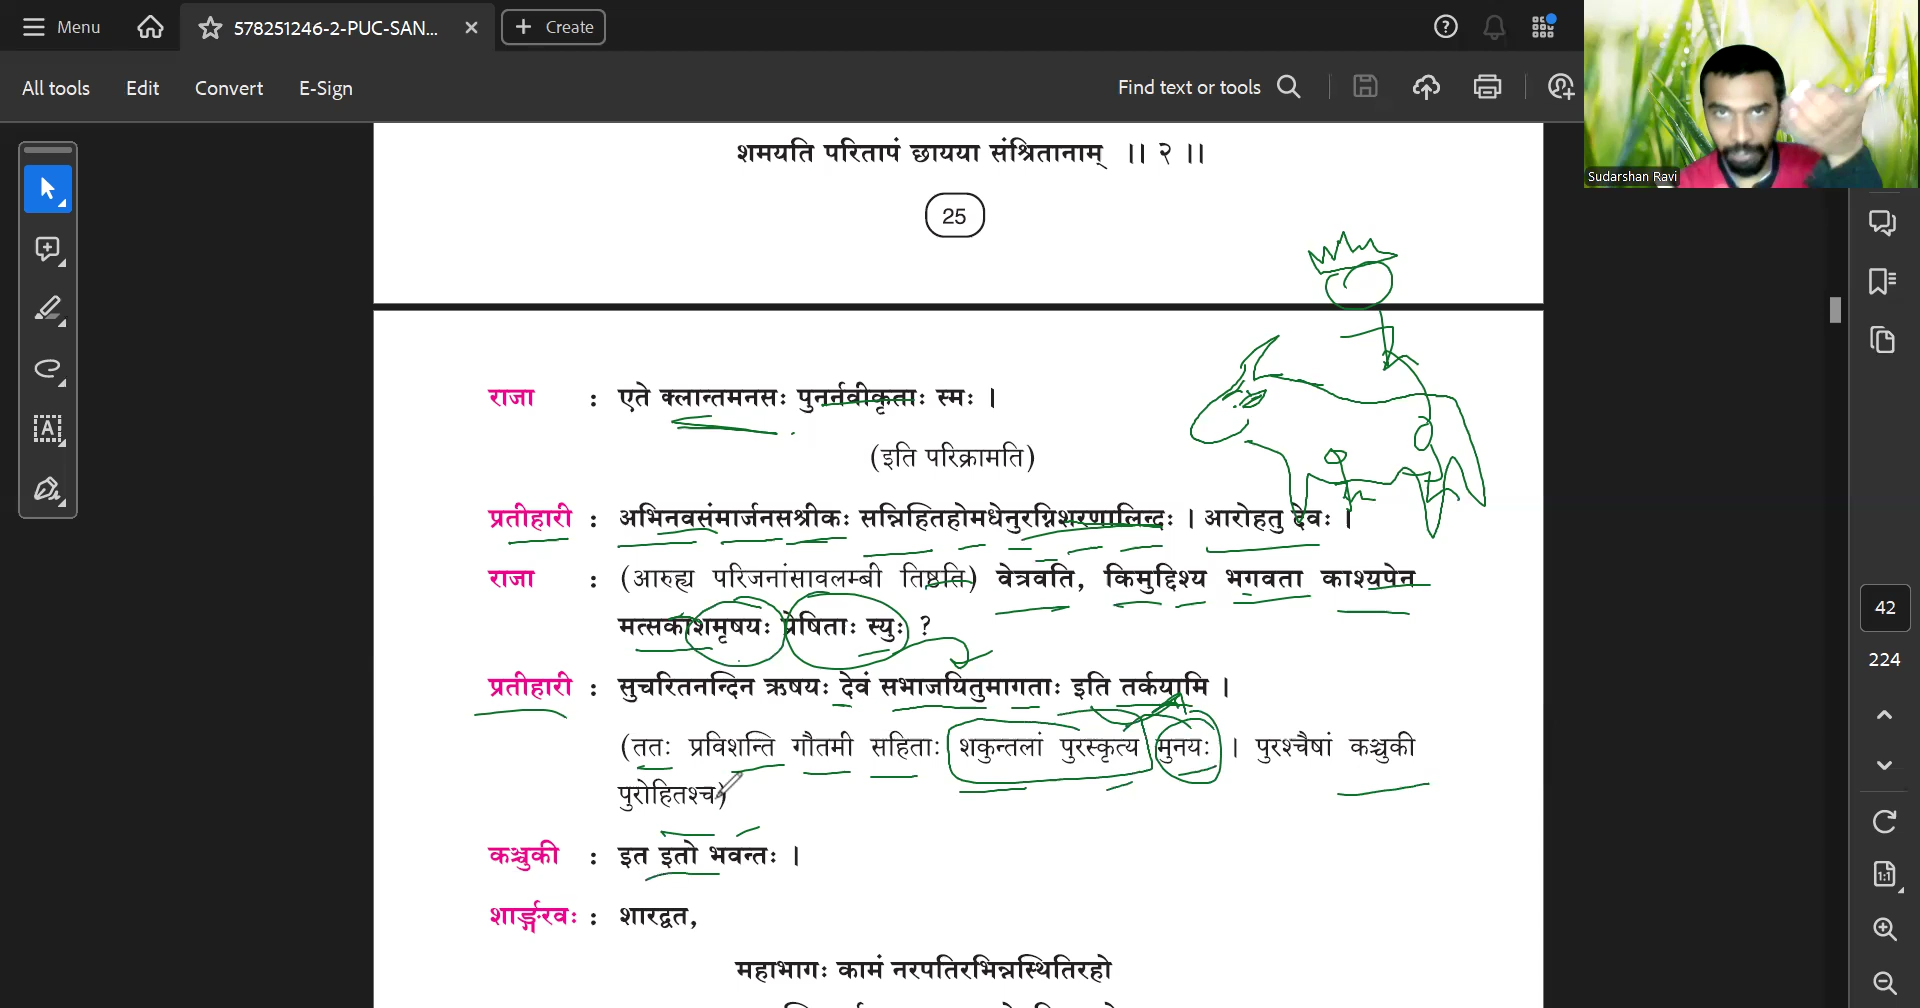 Menu
578251246-2-PUC-SAN...
Create
All tools
Edit
Convert
E-Sign
Find text or tools
Sudarshan Ravi
शमयति परितापं छायया संश्रितानाम् ।। २ ।।
25
राजा : एते क्लान्तमनसः पुनर्नवीकृताः स्मः ।
(इति परिक्रामति)
प्रतीहारी : अभिनवसंमार्जनसश्रीकः सन्निहितहोमधेनुरग्निशरणालिन्दः । आरोहतु देवः ।
राजा : (आरुह्य परिजनांसावलम्बी तिष्ठति) वेत्रवति, किमुद्दिश्य भगवता काश्यपेन
मत्सकाशमृषयः प्रेषिताः स्युः ?
प्रतीहारी : सुचरितनन्दिन ऋषयः देवं सभाजयितुमागताः इति तर्कयामि ।
(ततः प्रविशन्ति गौतमी सहिताः शकुन्तलां पुरस्कृत्य मुनयः । पुरश्चैषां कञ्चुकी
पुरोहितश्च)
कञ्चुकी : इत इतो भवन्तः ।
शार्ङ्गरवः : शारद्वत,
महाभागः कामं नरपतिरभिन्नस्थितिरहो
42
224